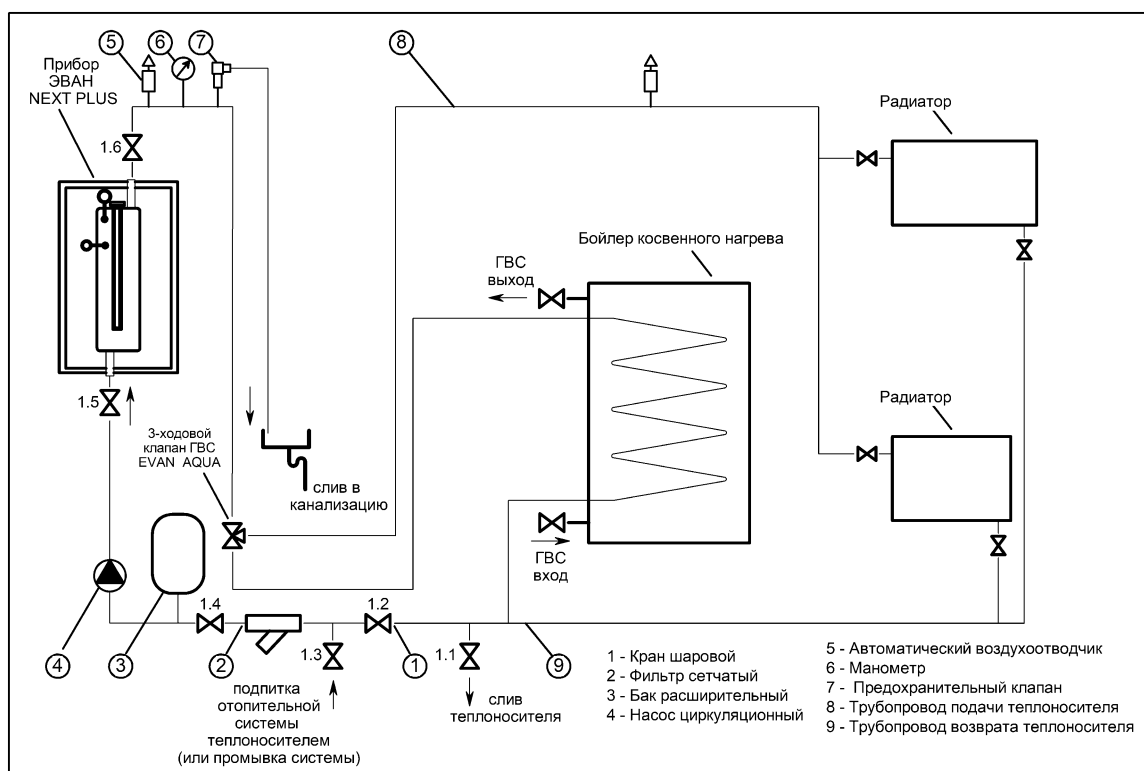 5
6
7
8
Прибор
ЭВАН
NEXT PLUS
1.6
Радиатор
Бойлер косвенного нагрева
ГВС
выход
1.5
3-ходовой
клапан ГВС
EVAN AQUA
слив в
канализацию
Радиатор
ГВС
вход
1.4
1.2
4
3
2
1.3
1
1.1
9
подпитка
отопительной
системы
теплоносителем
(или промывка системы)
слив
теплоносителя
1 - Кран шаровой
2 - Фильтр сетчатый
3 - Бак расширительный
4 - Насос циркуляционный
5 - Автоматический воздухоотводчик
6 - Манометр
7 - Предохранительный клапан
8 - Трубопровод подачи теплоносителя
9 - Трубопровод возврата теплоносителя